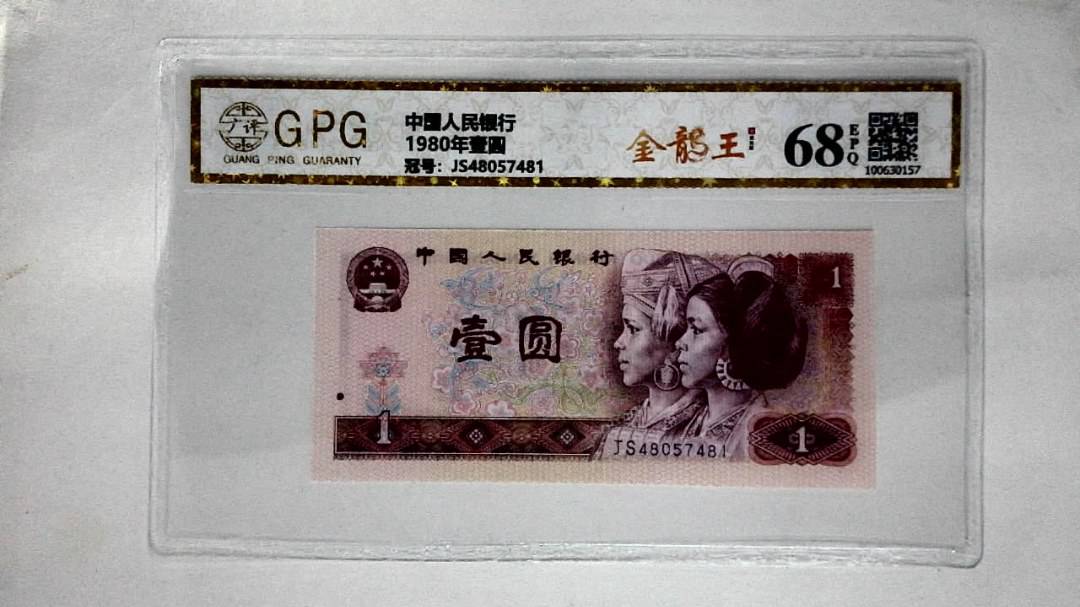 广评
GPG
GUANG PING GUARANTY
中国人民银行
1980年壹圆
冠号：JS48057481
金龍王
68
EPQ
100630157
中国人民银行
1
壹圆
1
1
JS48057481